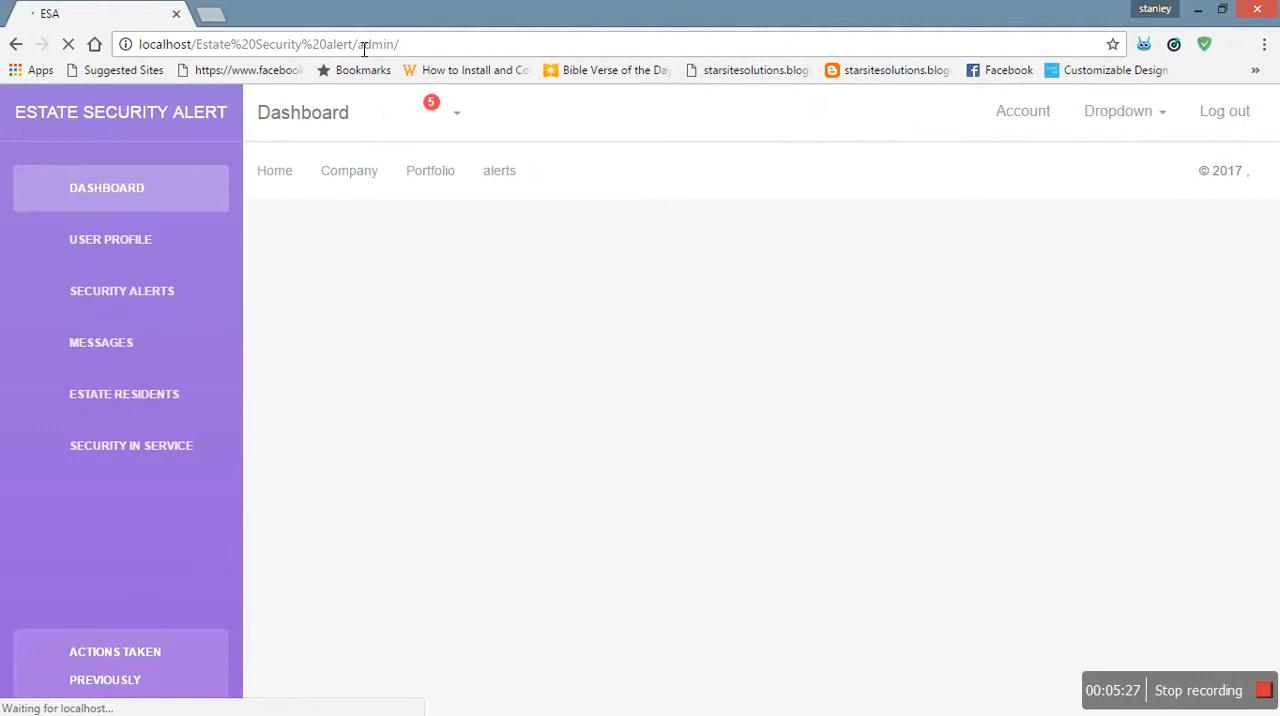 ESA
stanley
localhost/Estate%20Security%20alert/admin/
Apps Suggested Sites https://www.facebook Bookmarks How to Install and Co Bible Verse of the Day starsitesolutions.blog starsitesolutions.blog Facebook Customizable Design »
ESTATE SECURITY ALERT
Dashboard 5 Account Dropdown Log out
Home Company Portfolio alerts © 2017 ,
DASHBOARD
USER PROFILE
SECURITY ALERTS
MESSAGES
ESTATE RESIDENTS
SECURITY IN SERVICE
ACTIONS TAKEN
PREVIOUSLY
00:05:27 Stop recording
Waiting for localhost...